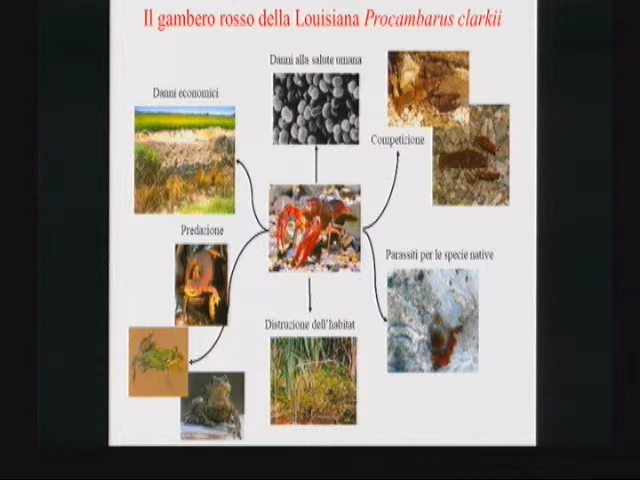 Il gambero rosso della Louisiana Procambarus clarkii
Danni alla salute umana
Danni economici
Competizione
Predazione
Parassiti per le specie native
Distruzione dell'habitat